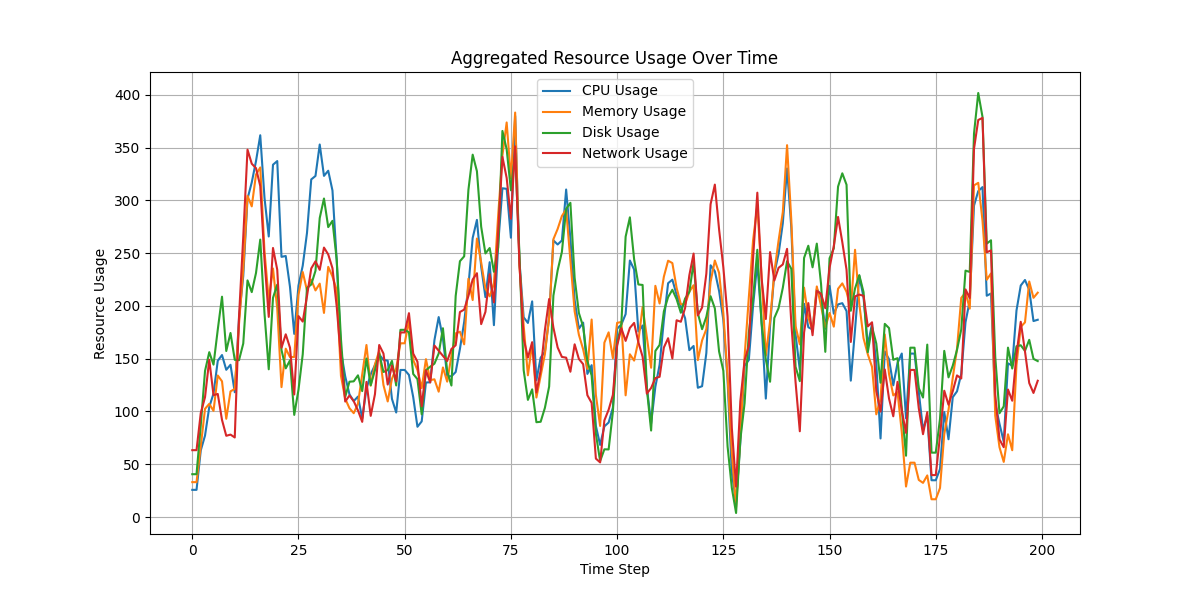 Aggregated Resource Usage Over Time
CPU Usage
Memory Usage
Disk Usage
Network Usage
Resource Usage
400
350
300
250
200
150
100
50
0
0 25 50 75 100 125 150 175 200
Time Step